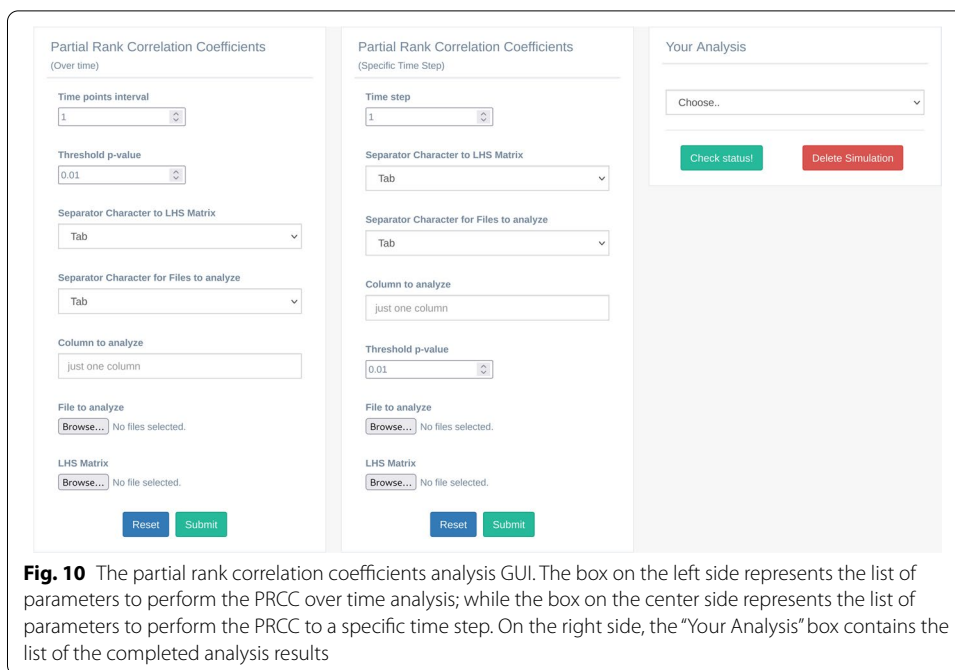 Partial Rank Correlation Coefficients
(Over time)
Time points interval
1
Threshold p-value
0.01
Separator Character to LHS Matrix
Tab
Separator Character for Files to analyze
Tab
Column to analyze
just one column
File to analyze
Browse... No files selected.
LHS Matrix
Browse... No file selected.
Reset Submit
Partial Rank Correlation Coefficients
(Specific Time Step)
Time step
1
Separator Character to LHS Matrix
Tab
Separator Character for Files to analyze
Tab
Column to analyze
just one column
Threshold p-value
0.01
File to analyze
Browse... No files selected.
LHS Matrix
Browse... No file selected.
Reset Submit
Your Analysis
Choose..
Check status! Delete Simulation
Fig. 10 The partial rank correlation coefficients analysis GUI. The box on the left side represents the list of
parameters to perform the PRCC over time analysis; while the box on the center side represents the list of
parameters to perform the PRCC to a specific time step. On the right side, the “Your Analysis” box contains the
list of the completed analysis results